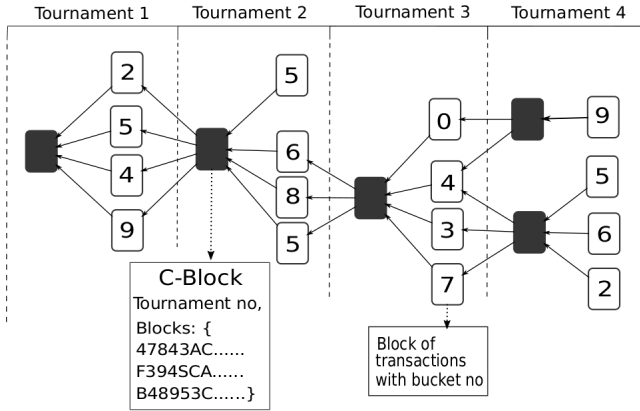 Tournament 1 Tournament 2 Tournament 3 Tournament 4
2
5
4
9
5
6
8
5
0
4
3
7
9
5
6
2
C-Block
Tournament no,
Blocks: {
47843AC......
F394SCA......
B48953C......}
Block of
transactions
with bucket no